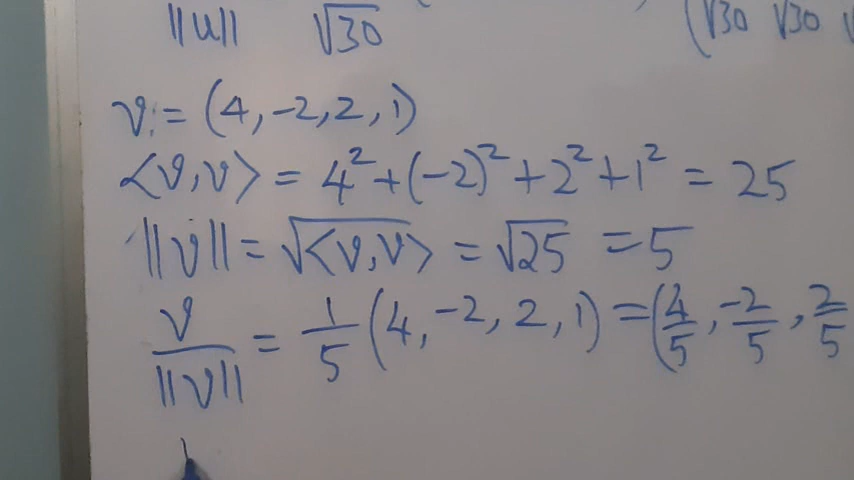 ||u|| √30 (√30 √30
v = (4, -2, 2, 1)
<v, v> = 4² + (-2)² + 2² + 1² = 25
||v|| = √<v, v> = √25 = 5
v/||v|| = 1/5 (4, -2, 2, 1) = (4/5, -2/5, 2/5